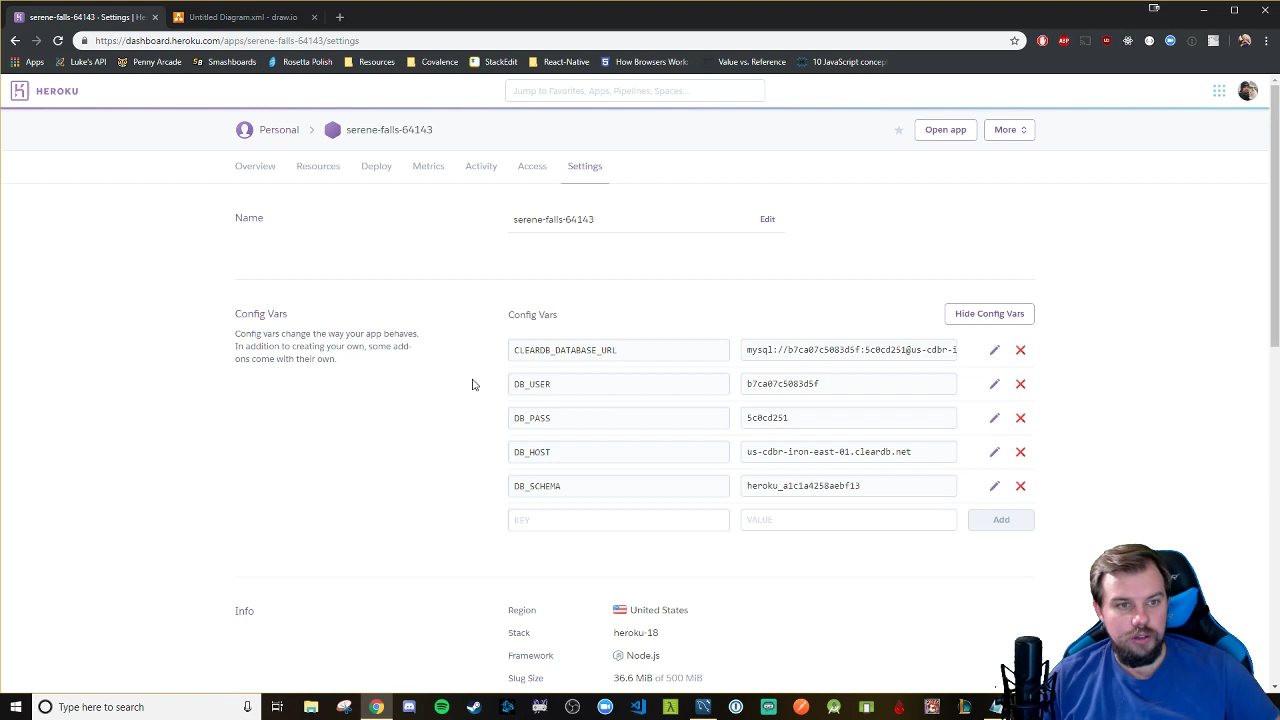 serene-falls-64143 · Settings | He
Untitled Diagram.xml - draw.io
https://dashboard.heroku.com/apps/serene-falls-64143/settings
Apps
Luke's API
Penny Arcade
Smashboards
Rosetta Polish
Resources
Covalence
StackEdit
React-Native
How Browsers Work:
Value vs. Reference
10 JavaScript concep
HEROKU
Jump to Favorites, Apps, Pipelines, Spaces...
Personal
serene-falls-64143
Open app
More
Overview
Resources
Deploy
Metrics
Activity
Access
Settings
Name
serene-falls-64143
Edit
Config Vars
Config vars change the way your app behaves.
In addition to creating your own, some add-
ons come with their own.
Config Vars
Hide Config Vars
CLEARDB_DATABASE_URL
mysql://b7ca07c5083d5f:5c0cd251@us-cdbr-i
DB_USER
b7ca07c5083d5f
DB_PASS
5c0cd251
DB_HOST
us-cdbr-iron-east-01.cleardb.net
DB_SCHEMA
heroku_a1c1a4258aebf13
KEY
VALUE
Add
Info
Region
United States
Stack
heroku-18
Framework
Node.js
Slug Size
36.6 MiB of 500 MiB
Type here to search